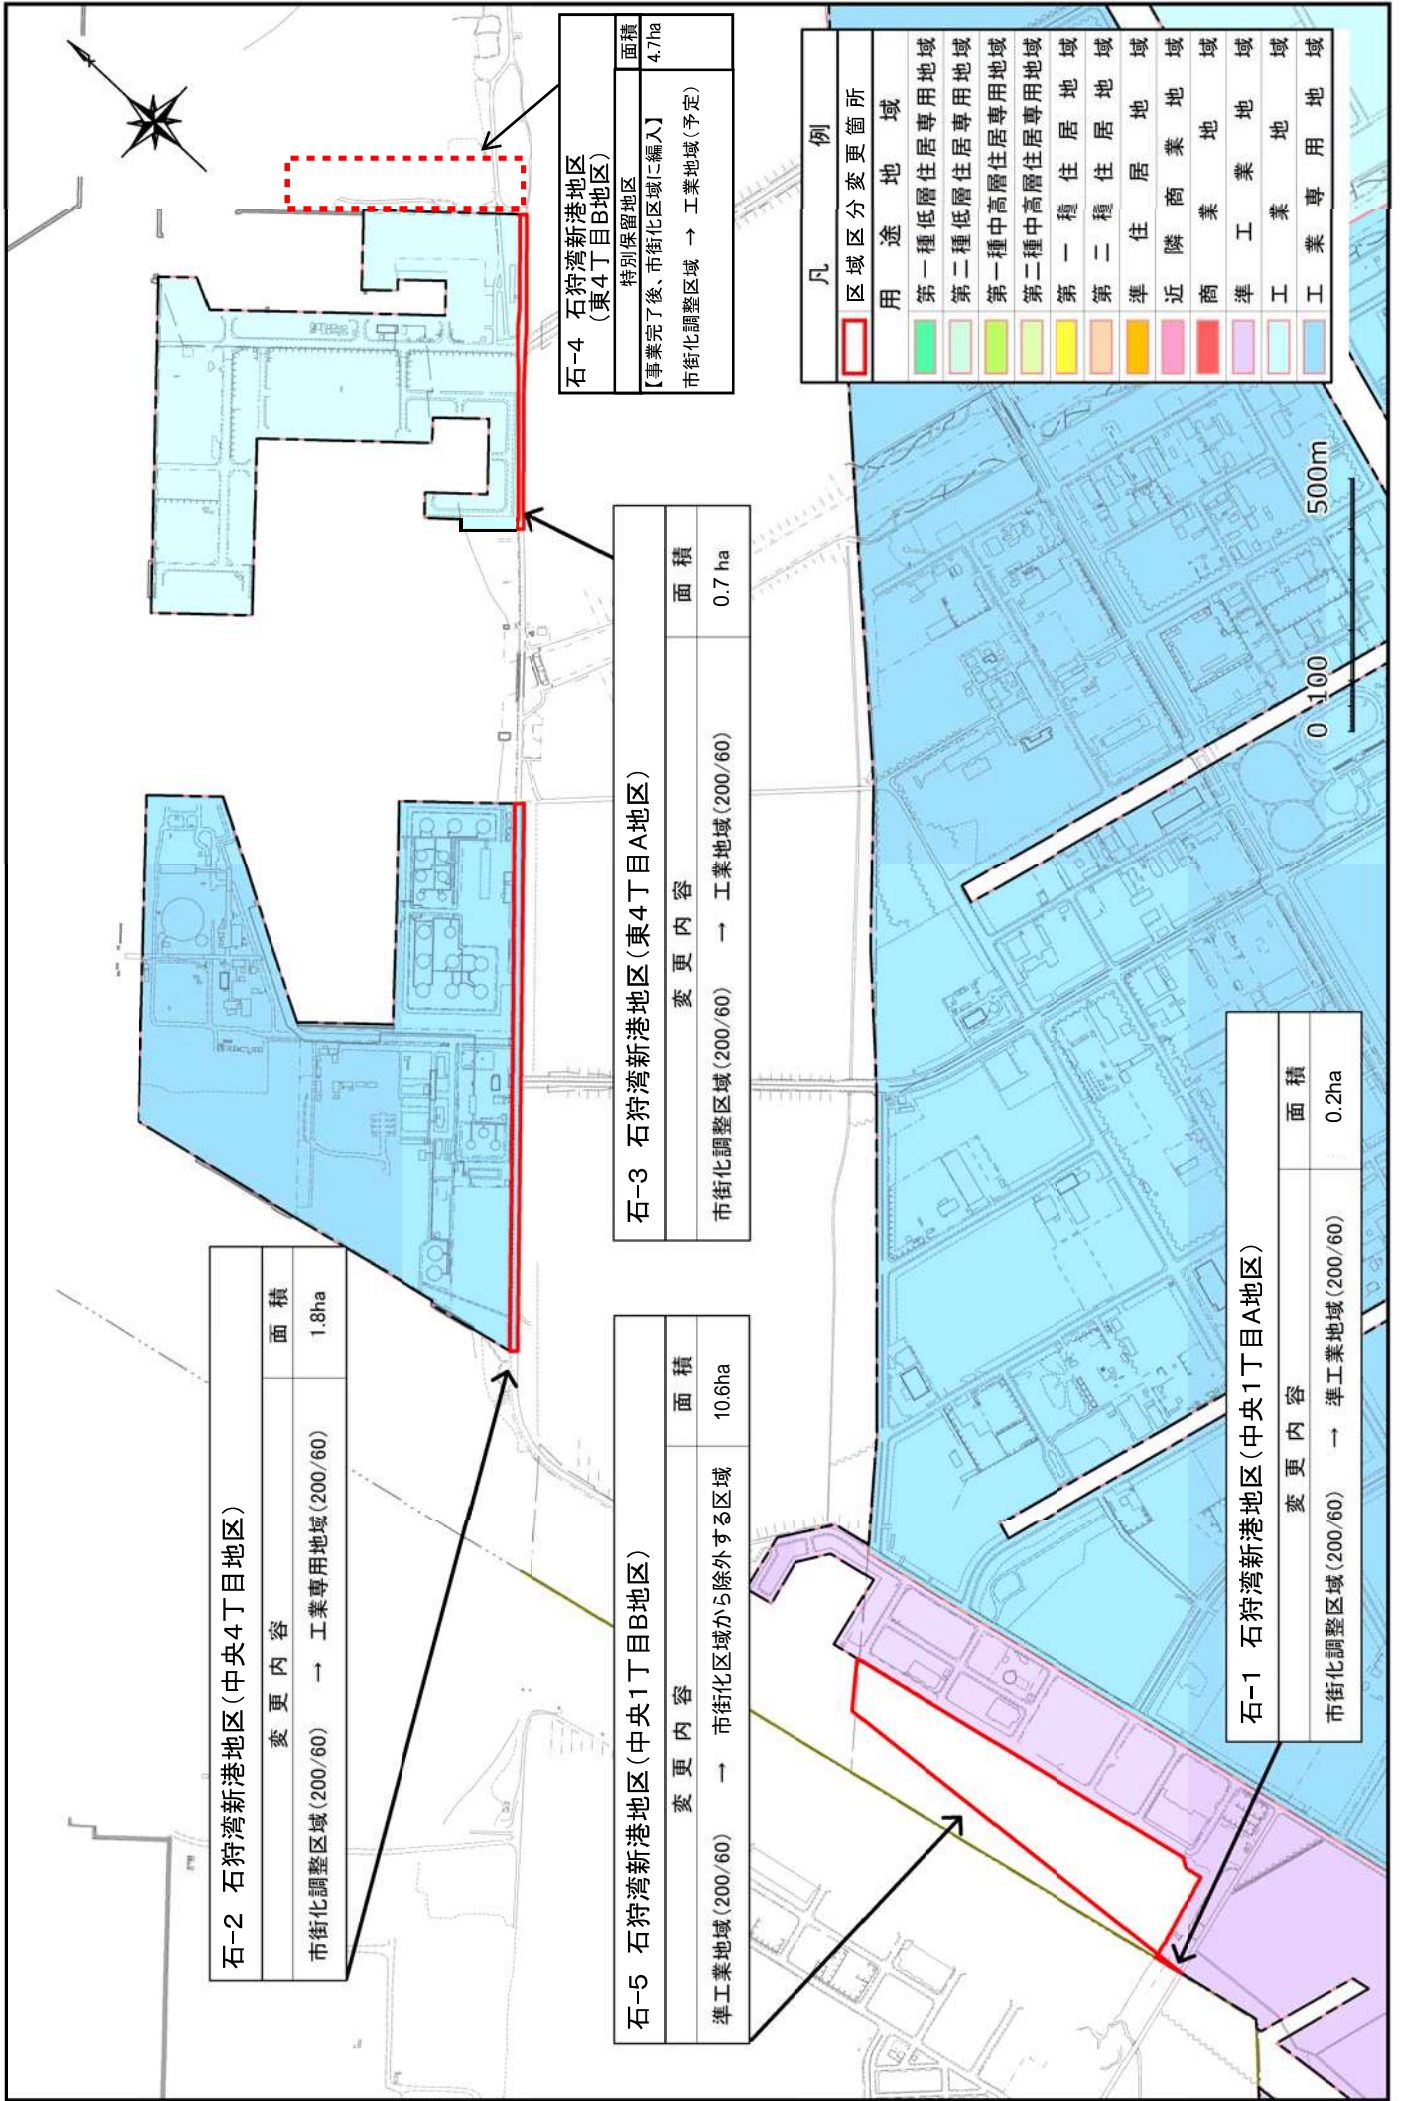 石-2　石狩湾新港地区(中央4丁目地区)
変 更 内 容　面 積
市街化調整区域(200/60)　→　工業専用地域(200/60)　1.8ha
石-5　石狩湾新港地区(中央1丁目B地区)
変 更 内 容　面 積
準工業地域(200/60)　→　市街化区域から除外する区域　10.6ha
石-3　石狩湾新港地区(東4丁目A地区)
変 更 内 容　面 積
市街化調整区域(200/60)　→　工業地域(200/60)　0.7 ha
石-4　石狩湾新港地区
(東4丁目B地区)
特別保留地区　面積
【事業完了後、市街化区域に編入】　4.7ha
市街化調整区域 → 工業地域(予定)
石-1　石狩湾新港地区(中央1丁目A地区)
変 更 内 容　面 積
市街化調整区域(200/60)　→　準工業地域(200/60)　0.2ha
凡 例
区域区分変更箇所
用 途 地 域
第一種低層住居専用地域
第二種低層住居専用地域
第一種中高層住居専用地域
第二種中高層住居専用地域
第 一 種 住 居 地 域
第 二 種 住 居 地 域
準 住 居 地 域
近 隣 商 業 地 域
商 業 地 域
準 工 業 地 域
工 業 地 域
工 業 専 用 地 域
0 100 500m